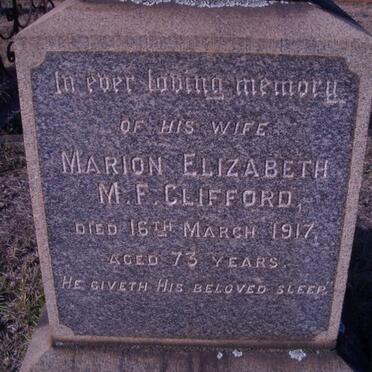 In ever loving memory
OF HIS WIFE
MARION ELIZABETH
M.F. CLIFFORD,
DIED 16TH MARCH 1917,
AGED 73 YEARS.
"HE GIVETH HIS BELOVED SLEEP."